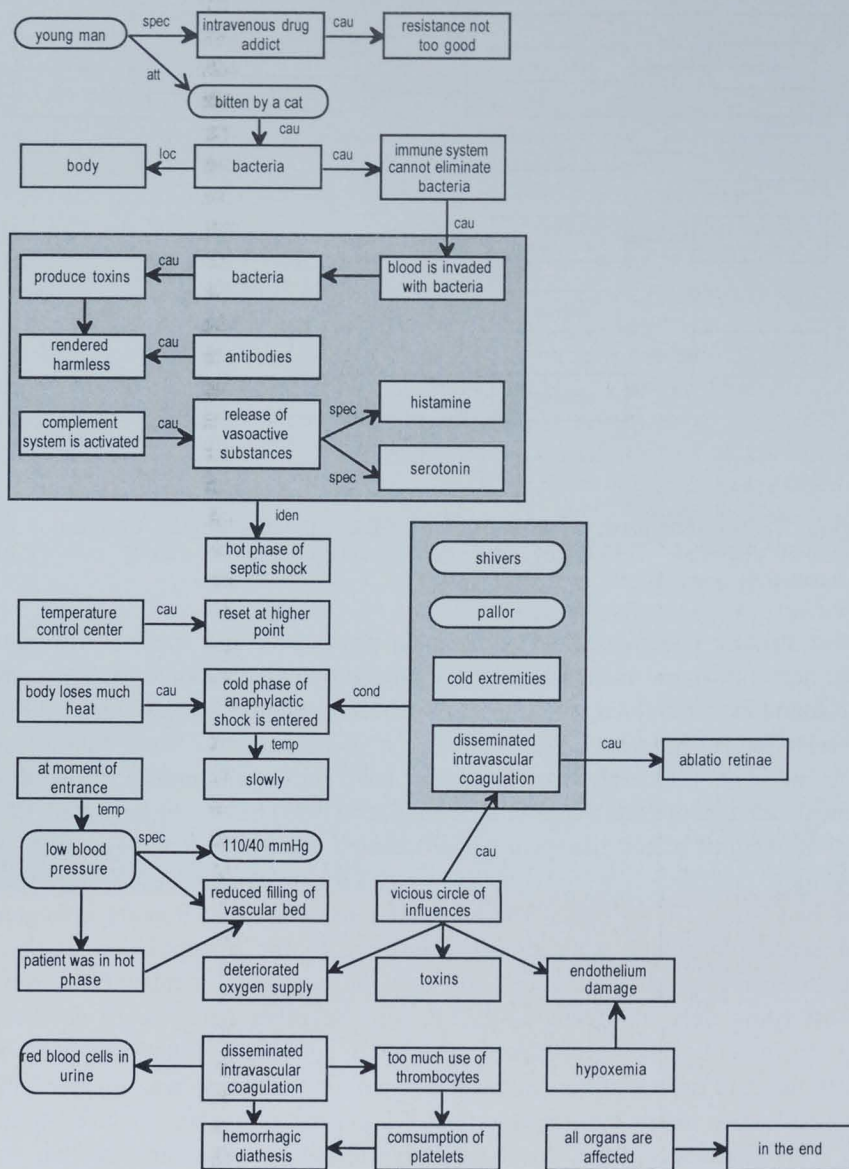 young man
spec
intravenous drug
addict
cau
resistance not
too good
att
bitten by a cat
cau
body
loc
bacteria
cau
immune system
cannot eliminate
bacteria
cau
produce toxins
cau
bacteria
blood is invaded
with bacteria
rendered
harmless
cau
antibodies
complement
system is activated
cau
release of
vasoactive
substances
spec
histamine
spec
serotonin
iden
hot phase of
septic shock
shivers
pallor
temperature
control center
cau
reset at higher
point
cold extremities
body loses much
heat
cau
cold phase of
anaphylactic
shock is entered
cond
temp
disseminated
intravascular
coagulation
cau
ablatio retinae
at moment of
entrance
slowly
temp
low blood
pressure
spec
110/40 mmHg
cau
reduced filling of
vascular bed
vicious circle of
influences
patient was in hot
phase
deteriorated
oxygen supply
toxins
endothelium
damage
red blood cells in
urine
disseminated
intravascular
coagulation
too much use of
thrombocytes
hypoxemia
hemorrhagic
diathesis
comsumption of
platelets
all organs are
affected
in the end